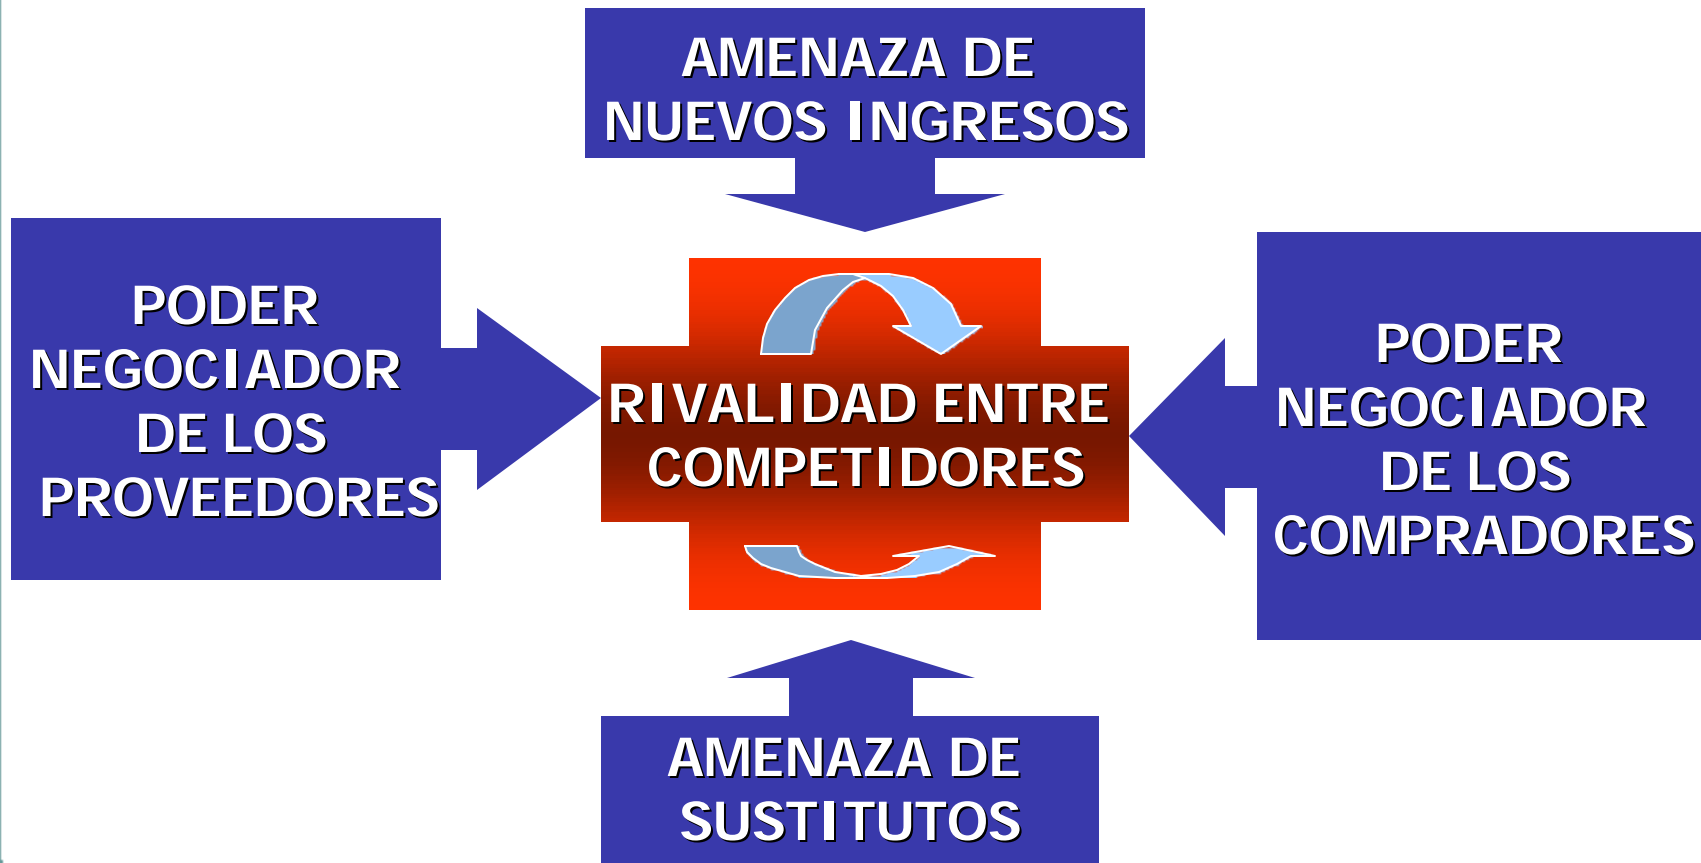 AMENAZA DE
NUEVOS INGRESOS
PODER
NEGOCIADOR
DE LOS
PROVEEDORES
RIVALIDAD ENTRE
COMPETIDORES
PODER
NEGOCIADOR
DE LOS
COMPRADORES
AMENAZA DE
SUSTITUTOS